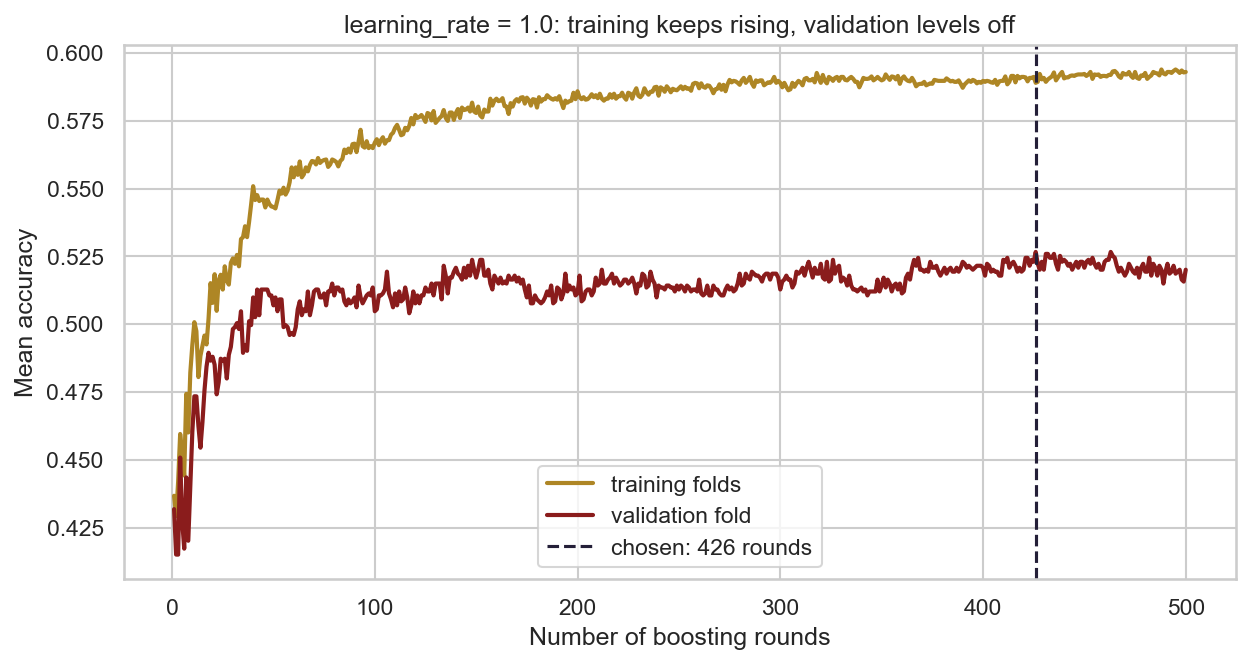 learning_rate = 1.0: training keeps rising, validation levels off
Mean accuracy
0.600
0.575
0.550
0.525
0.500
0.475
0.450
0.425
training folds
validation fold
chosen: 426 rounds
0
100
200
300
400
500
Number of boosting rounds